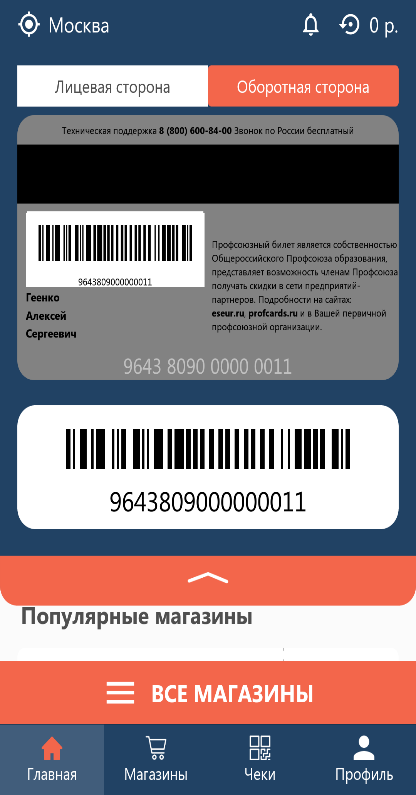 Москва
0 р.
Лицевая сторона
Оборотная сторона
Техническая поддержка 8 (800) 600-84-00 Звонок по России бесплатный
9643809000000011
Геенко
Алексей
Сергеевич
Профсоюзный билет является собственностью
Общероссийского Профсоюза образования,
представляет возможность членам Профсоюза
получать скидки в сети предприятий-
партнеров. Подробности на сайтах:
eseur.ru, profcards.ru и в Вашей первичной
профсоюзной организации.
9643 8090 0000 0011
9643809000000011
Популярные магазины
ВСЕ МАГАЗИНЫ
Главная
Магазины
Чеки
Профиль